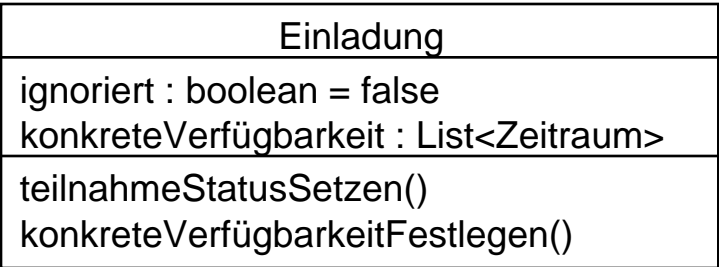 Einladung
ignoriert : boolean = false
konkreteVerfügbarkeit : List<Zeitraum>
teilnahmeStatusSetzen()
konkreteVerfügbarkeitFestlegen()